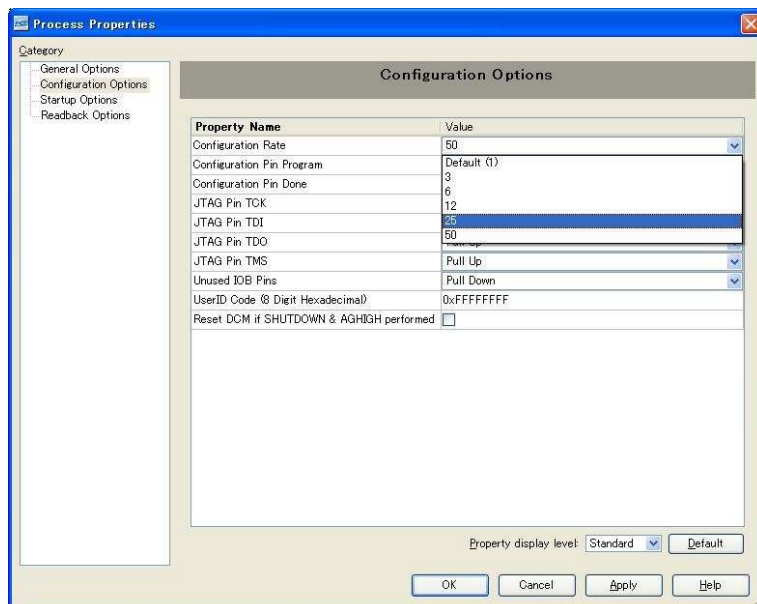 Process Properties
Category
General Options
Configuration Options
Startup Options
Readback Options
Configuration Options
Property Name Value
Configuration Rate 50
Configuration Pin Program Default (1)
3
Configuration Pin Done 6
JTAG Pin TCK 12
JTAG Pin TDI 25
JTAG Pin TDO 50
JTAG Pin TMS Pull Up
Unused IOB Pins Pull Down
UserID Code (8 Digit Hexadecimal) 0xFFFFFFFF
Reset DCM if SHUTDOWN & AGHIGH performed
Property display level: Standard Default
OK Cancel Apply Help